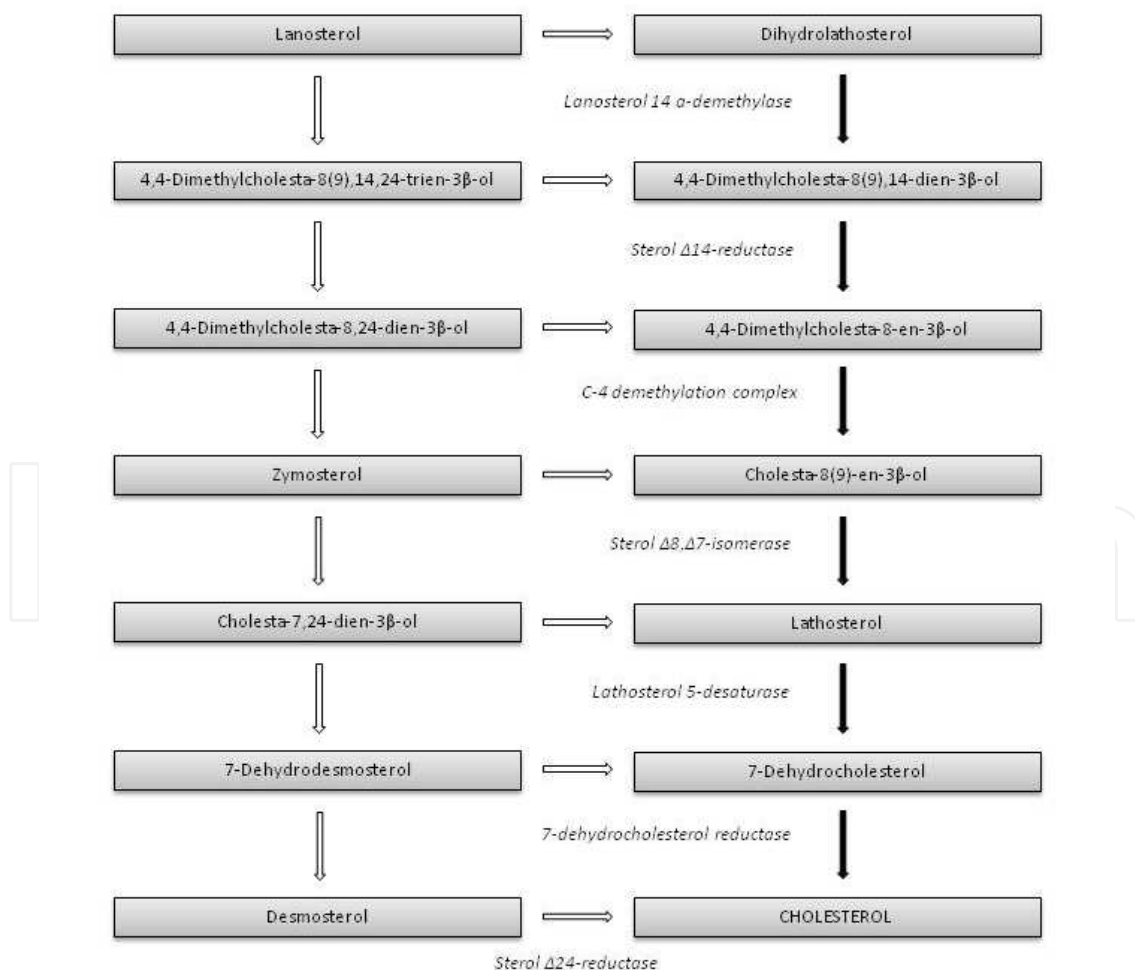 Lanosterol
Dihydrolathosterol
Lanosterol 14 α-demethylase
4,4-Dimethylcholesta-8(9),14,24-trien-3β-ol
4,4-Dimethylcholesta-8(9),14-dien-3β-ol
Sterol Δ14-reductase
4,4-Dimethylcholesta-8,24-dien-3β-ol
4,4-Dimethylcholesta-8-en-3β-ol
C-4 demethylation complex
Zymosterol
Cholesta-8(9)-en-3β-ol
Sterol Δ8,Δ7-isomerase
Cholesta-7,24-dien-3β-ol
Lathosterol
Lathosterol 5-desaturase
7-Dehydrodesmosterol
7-Dehydrocholesterol
7-dehydrocholesterol reductase
Desmosterol
CHOLESTEROL
Sterol Δ24-reductase